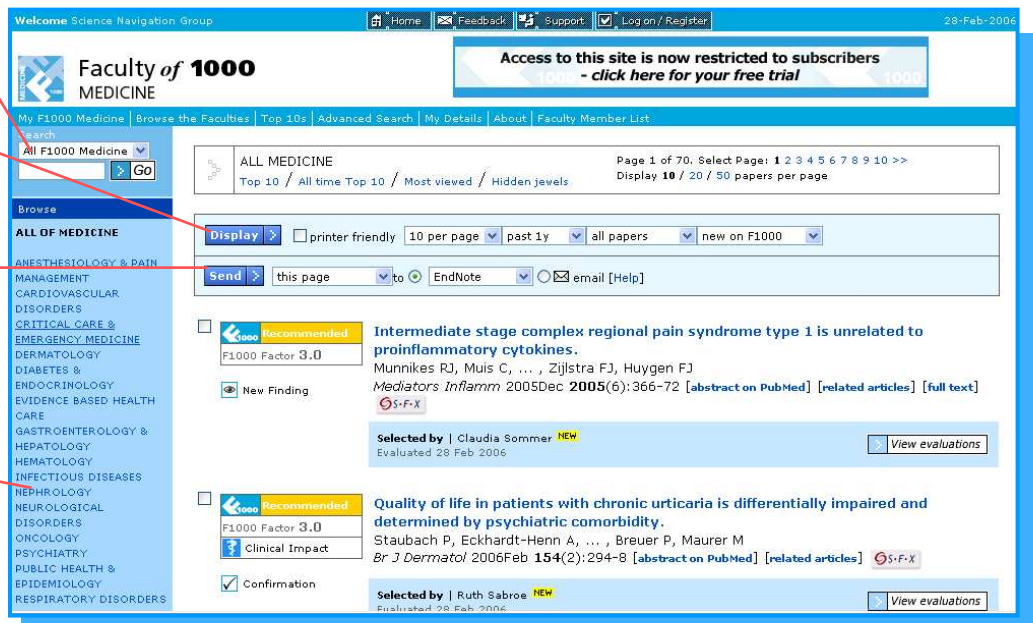 Welcome Science Navigation Group
Home Feedback Support Log on / Register
28-Feb-2006
Faculty of 1000
MEDICINE
Access to this site is now restricted to subscribers
- click here for your free trial
My F1000 Medicine | Browse the Faculties | Top 10s | Advanced Search | My Details | About | Faculty Member List
Search
All F1000 Medicine
Go
Browse
ALL OF MEDICINE
ANESTHESIOLOGY & PAIN
MANAGEMENT
CARDIOVASCULAR
DISORDERS
CRITICAL CARE &
EMERGENCY MEDICINE
DERMATOLOGY
DIABETES &
ENDOCRINOLOGY
EVIDENCE BASED HEALTH
CARE
GASTROENTEROLOGY &
HEPATOLOGY
HEMATOLOGY
INFECTIOUS DISEASES
NEPHROLOGY
NEUROLOGICAL
DISORDERS
ONCOLOGY
PSYCHIATRY
PUBLIC HEALTH &
EPIDEMIOLOGY
RESPIRATORY DISORDERS
ALL MEDICINE
Top 10 / All time Top 10 / Most viewed / Hidden jewels
Page 1 of 70. Select Page: 1 2 3 4 5 6 7 8 9 10 >>
Display 10 / 20 / 50 papers per page
Display printer friendly 10 per page past 1y all papers new on F1000
Send this page to EndNote email [Help]
F1000 Recommended
F1000 Factor 3.0
New Finding
Intermediate stage complex regional pain syndrome type 1 is unrelated to
proinflammatory cytokines.
Munnikes RJ, Muis C, ... , Zijlstra FJ, Huygen FJ
Mediators Inflamm 2005Dec 2005(6):366-72 [abstract on PubMed] [related articles] [full text]
S·F·X
Selected by | Claudia Sommer NEW
Evaluated 28 Feb 2006
View evaluations
F1000 Recommended
F1000 Factor 3.0
Clinical Impact
Confirmation
Quality of life in patients with chronic urticaria is differentially impaired and
determined by psychiatric comorbidity.
Staubach P, Eckhardt-Henn A, ... , Breuer P, Maurer M
Br J Dermatol 2006Feb 154(2):294-8 [abstract on PubMed] [related articles] S·F·X
Selected by | Ruth Sabroe NEW
Evaluated 28 Feb 2006
View evaluations